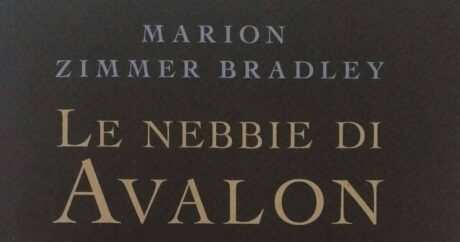 MARION
ZIMMER BRADLEY
LE NEBBIE DI
AVALON